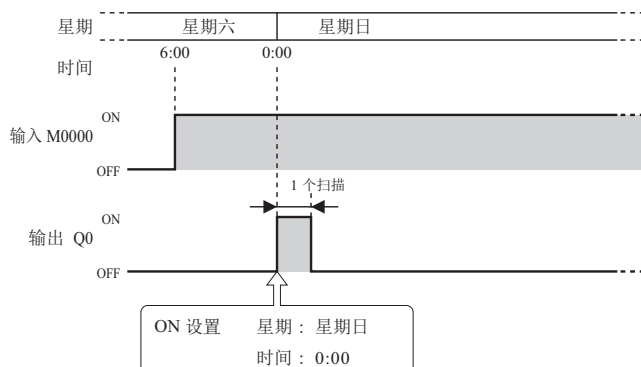 星期 星期六 星期日
时间 6:00 0:00
输入 M0000 ON
OFF
1 个扫描
输出 Q0 ON
OFF
ON 设置 星期 : 星期日
时间 : 0:00